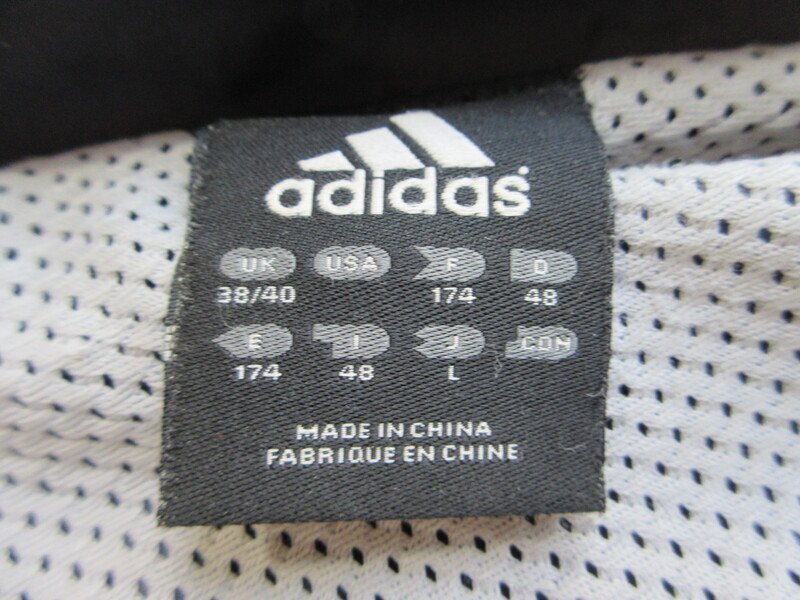 adidas
UK USA F D
38/40 174 48
E I J CDN
174 48 L
MADE IN CHINA
FABRIQUE EN CHINE